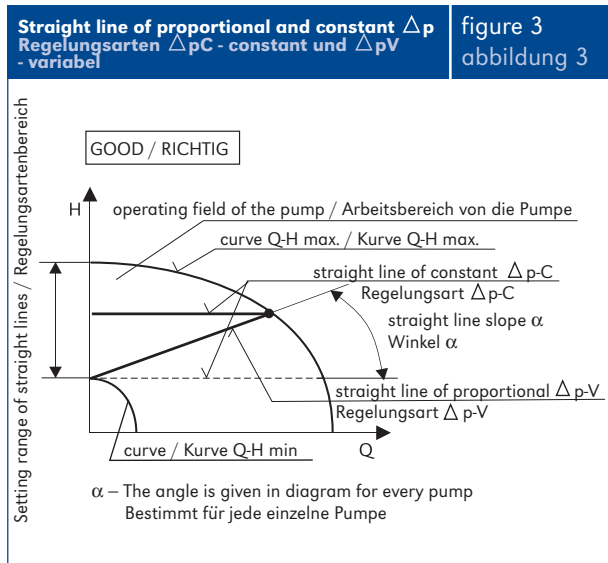 Straight line of proportional and constant △p
Regelungsarten △pC - constant und △pV
- variabel
figure 3
abbildung 3
Setting range of straight lines / Regelungsartenbereich
GOOD / RICHTIG
H
operating field of the pump / Arbeitsbereich von die Pumpe
curve Q-H max. / Kurve Q-H max.
straight line of constant △ p-C
Regelungsart △ p-C
straight line slope α
Winkel α
straight line of proportional △ p-V
Regelungsart △ p-V
curve / Kurve Q-H min
Q
α – The angle is given in diagram for every pump
Bestimmt für jede einzelne Pumpe